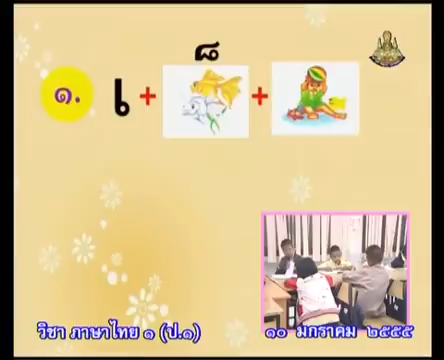 ๘
๑. เ + +
วิชา ภาษาไทย ๑ (ป.๑)
๑๐ มกราคม ๒๕๕๕